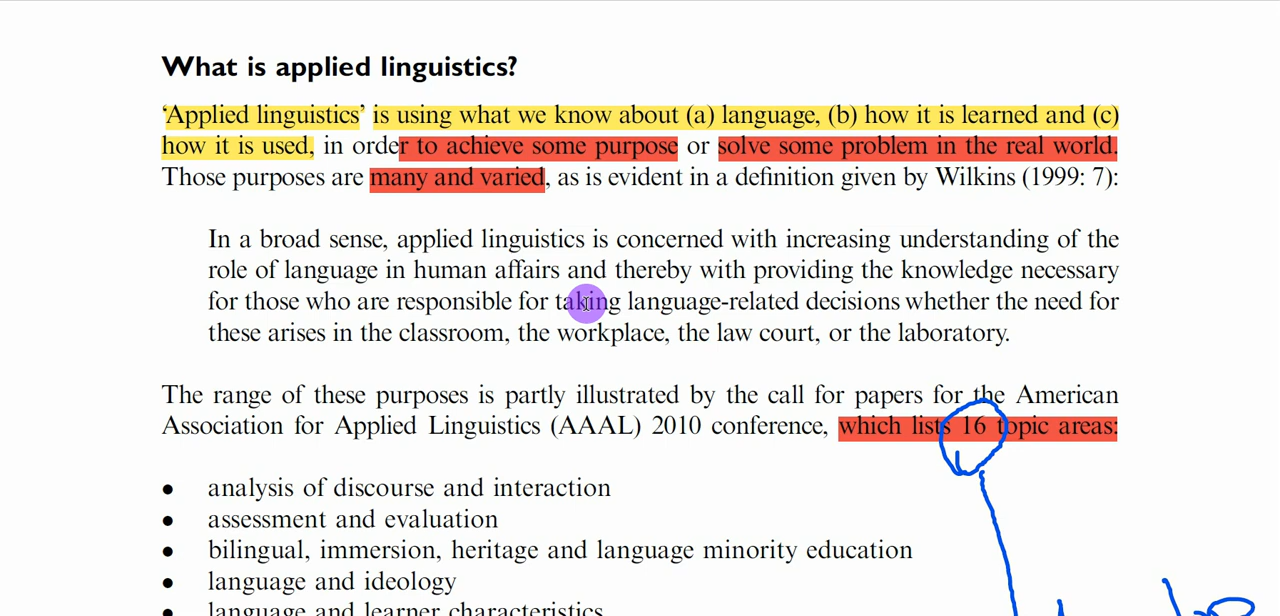 What is applied linguistics?
‘Applied linguistics’ is using what we know about (a) language, (b) how it is learned and (c)
how it is used, in order to achieve some purpose or solve some problem in the real world.
Those purposes are many and varied, as is evident in a definition given by Wilkins (1999: 7):
In a broad sense, applied linguistics is concerned with increasing understanding of the
role of language in human affairs and thereby with providing the knowledge necessary
for those who are responsible for taking language-related decisions whether the need for
these arises in the classroom, the workplace, the law court, or the laboratory.
The range of these purposes is partly illustrated by the call for papers for the American
Association for Applied Linguistics (AAAL) 2010 conference, which lists 16 topic areas:
● analysis of discourse and interaction
● assessment and evaluation
● bilingual, immersion, heritage and language minority education
● language and ideology
● language and learner characteristics